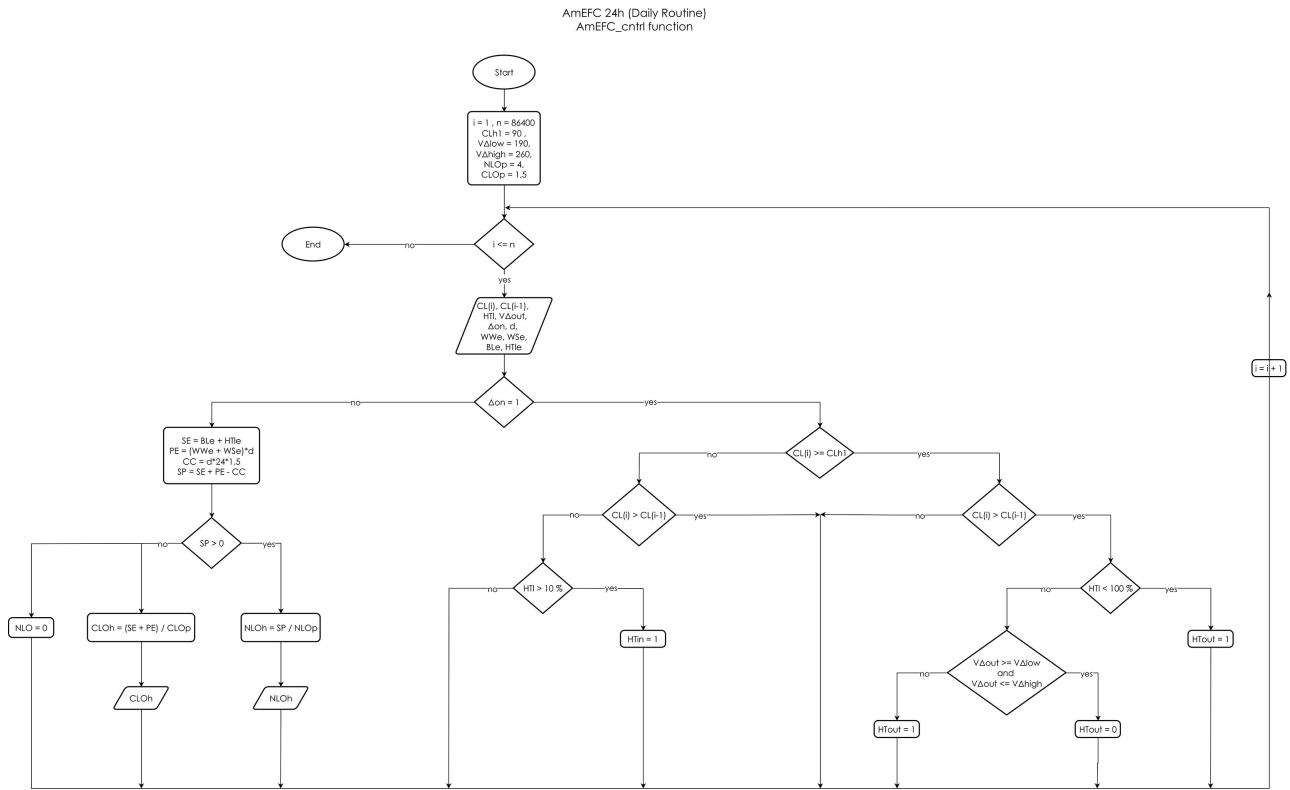 AmEFC 24h (Daily Routine)
AmEFC_cntrl function
Start
i = 1 , n = 86400
CLh1 = 90 ,
VΔlow = 190,
VΔhigh = 260,
NLOp = 4,
CLOp = 1,5
i <= n
no
End
yes
CL(i), CL(i-1),
HTl, VΔout,
Δon, d,
WWe, WSe,
BLe, HTle
i = i + 1
Δon = 1
no
yes
SE = BLe + HTle
PE = (WWe + WSe)*d
CC = d*24*1,5
SP = SE + PE - CC
CL(i) >= CLh1
no
yes
CL(i) > CL(i-1)
no
yes
CL(i) > CL(i-1)
no
yes
SP > 0
no
yes
HTl > 10 %
no
yes
HTl < 100 %
no
yes
NLO = 0
CLOh = (SE + PE) / CLOp
NLOh = SP / NLOp
HTin = 1
HTout = 1
VΔout >= VΔlow
and
VΔout <= VΔhigh
no
yes
CLOh
NLOh
HTout = 1
HTout = 0